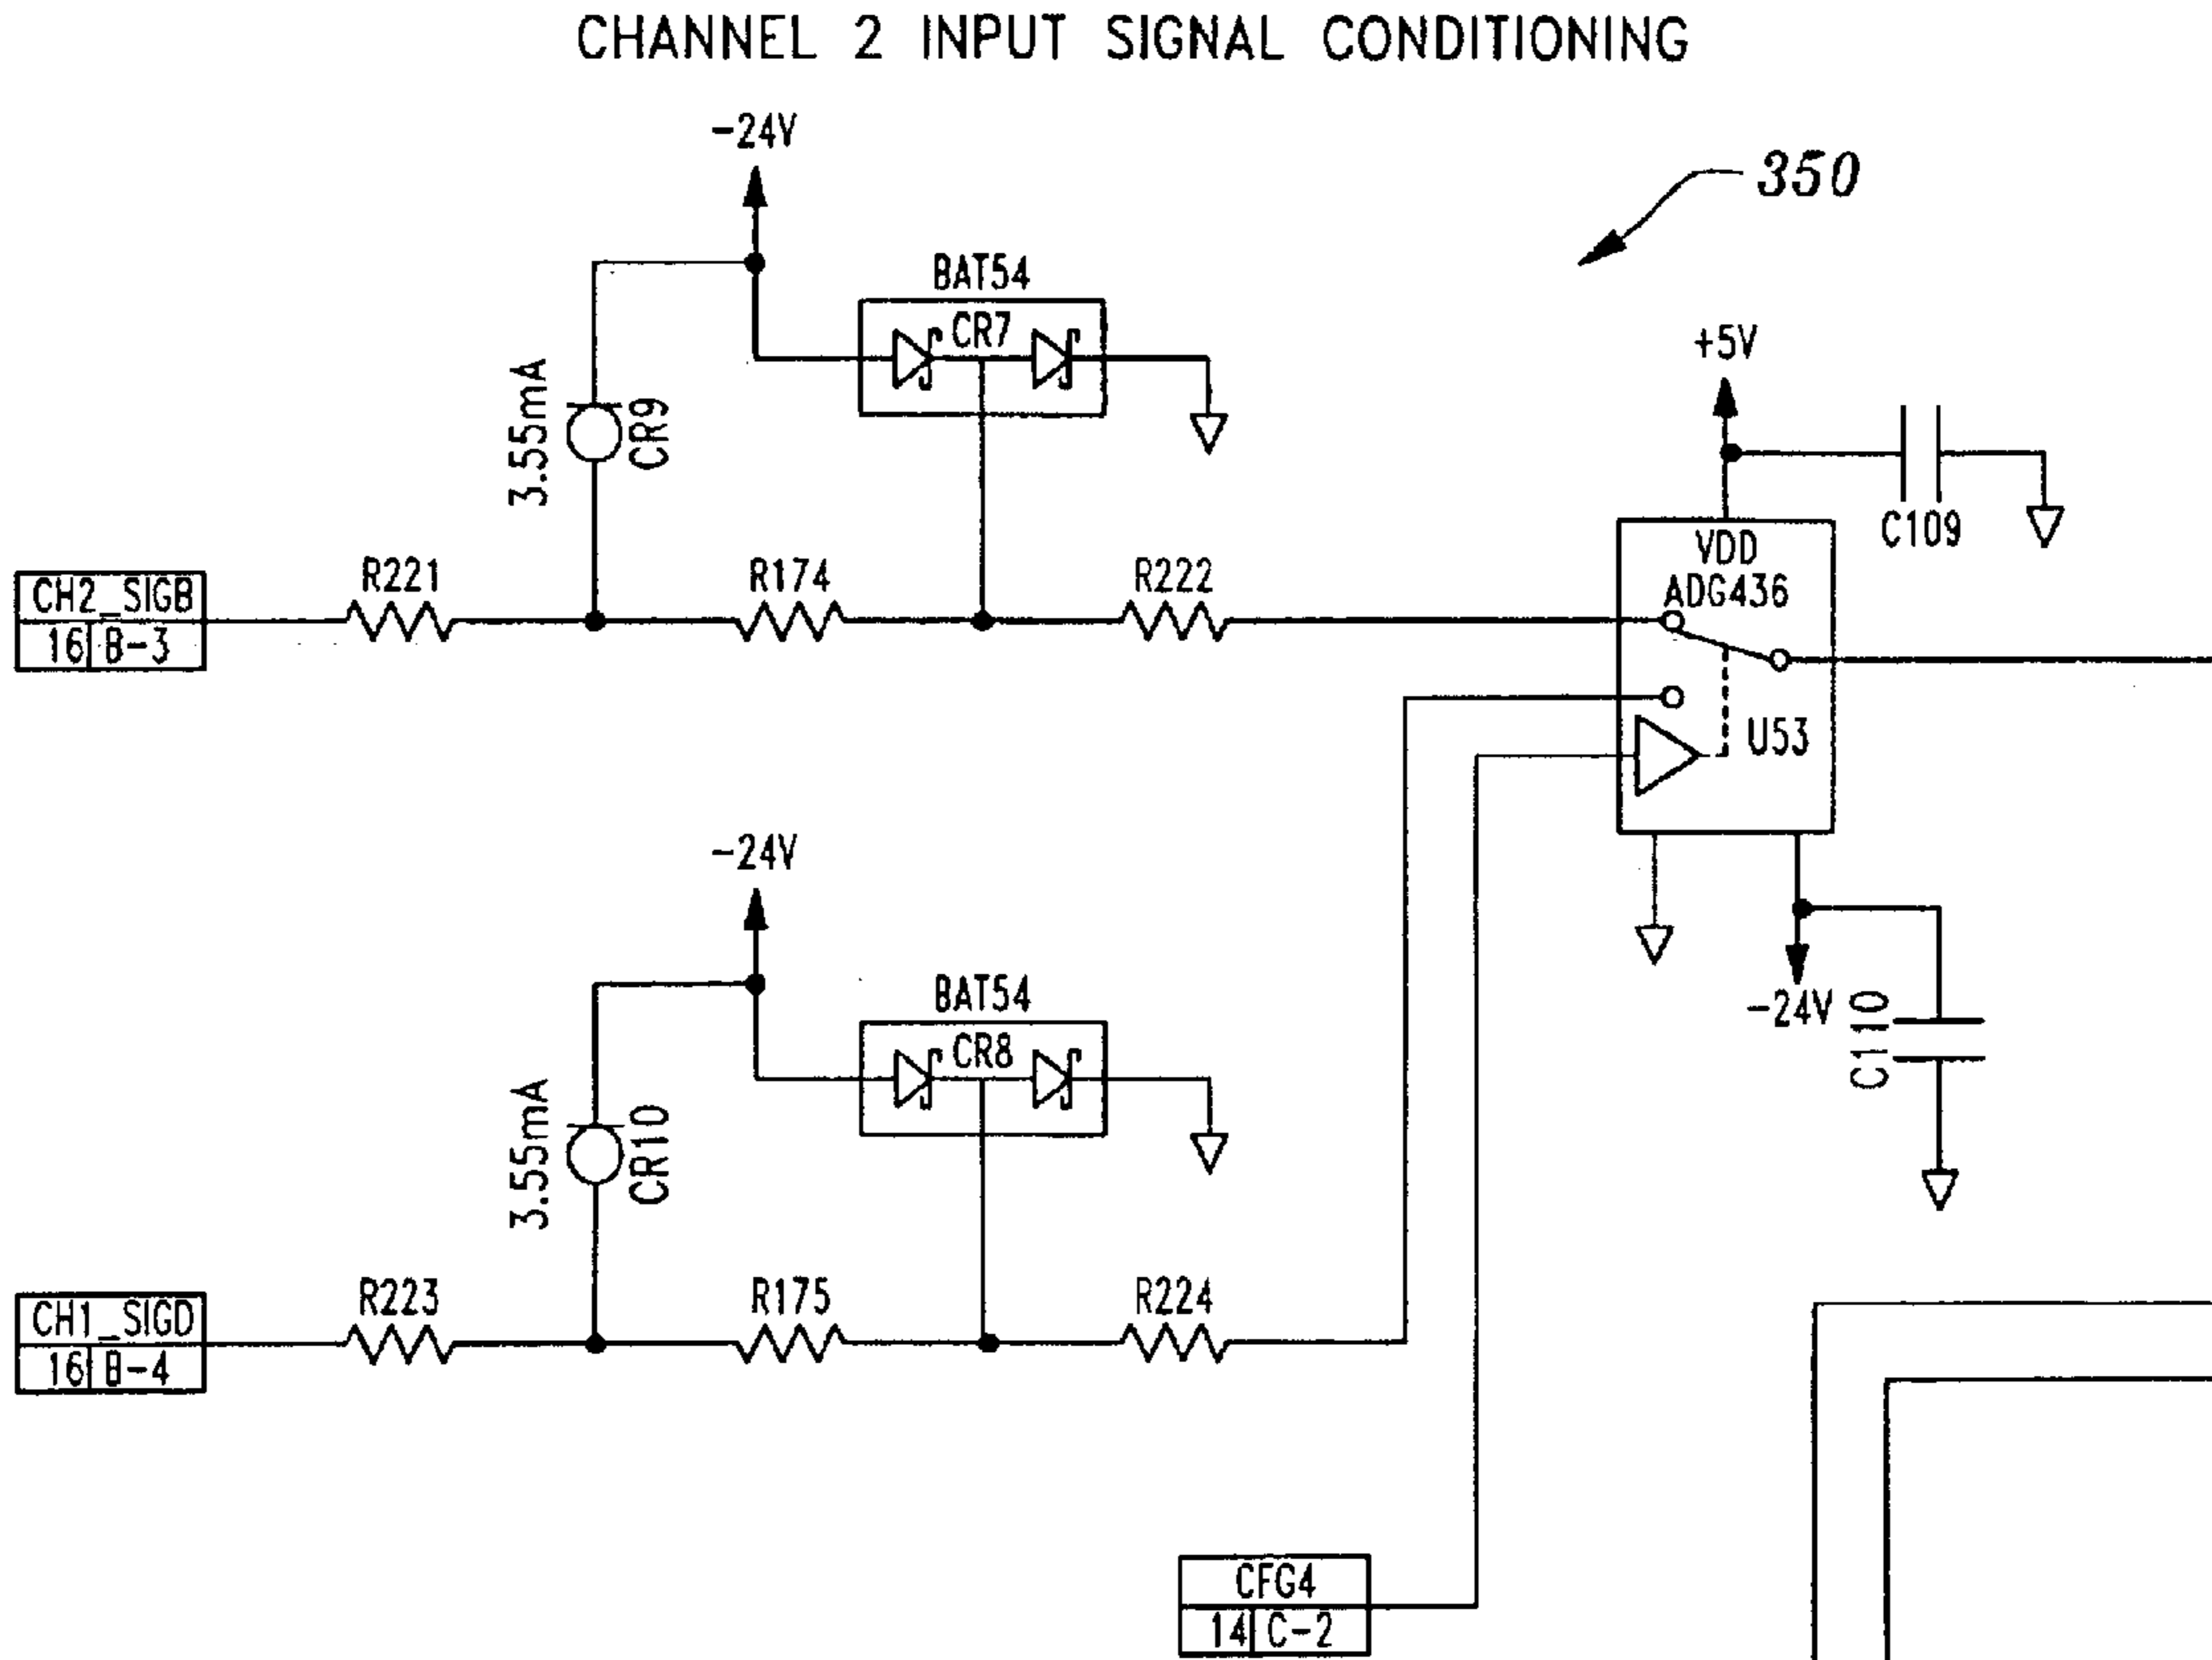 CHANNEL 2 INPUT SIGNAL CONDITIONING
-24V
350
BAT54
CR7
+5V
3.55mA
CR9
C109
VDD
ADG436
CH2_SIGB
16 B-3
R221
R174
R222
U53
-24V
-24V
C110
BAT54
CR8
3.55mA
CR10
CH1_SIGD
16 B-4
R223
R175
R224
CFG4
14 C-2